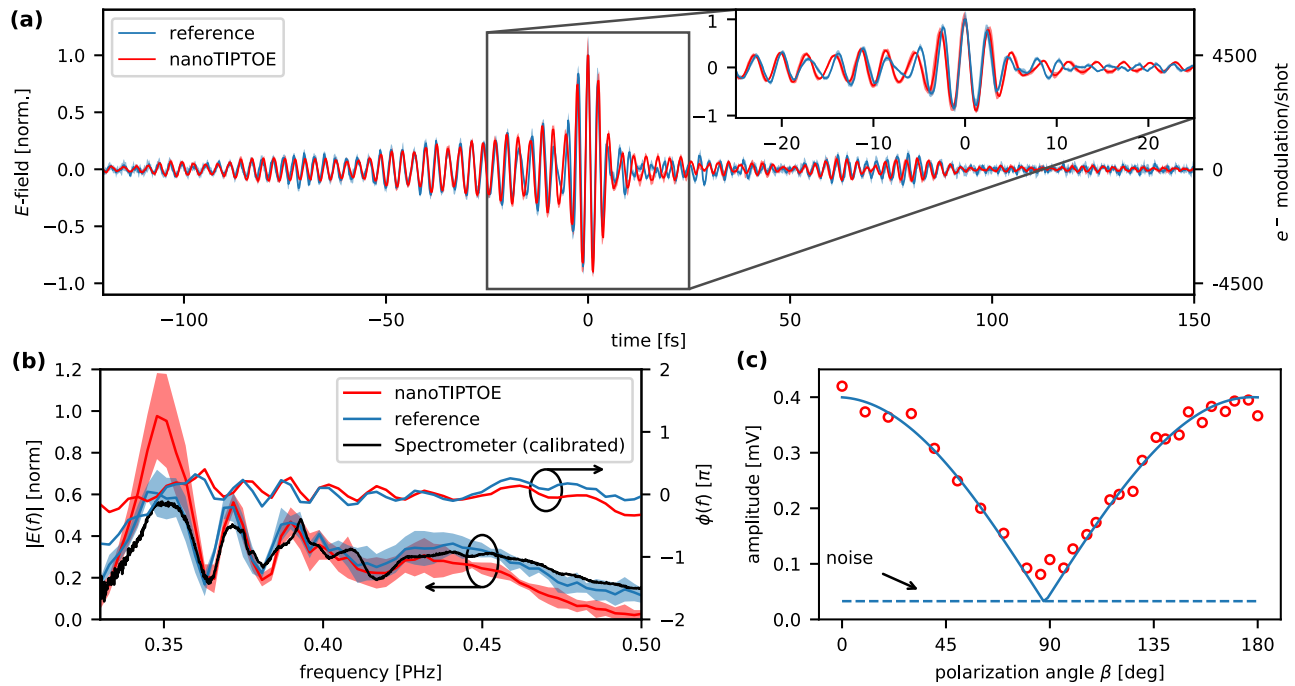 (a)
reference
nanoTIPTOE
E-field [norm.]
1.0
0.5
0.0
−0.5
−1.0
1
0
−1
−20
−10
0
10
20
4500
0
-4500
e⁻ modulation/shot
−100
−50
0
50
100
150
time [fs]
(b)
|E(f)| [norm]
1.2
1.0
0.8
0.6
0.4
0.2
0.0
nanoTIPTOE
reference
Spectrometer (calibrated)
2
1
0
−1
−2
ϕ(f) [π]
0.35
0.40
0.45
0.50
frequency [PHz]
(c)
amplitude [mV]
0.4
0.3
0.2
0.1
0.0
noise
0
45
90
135
180
polarization angle β [deg]